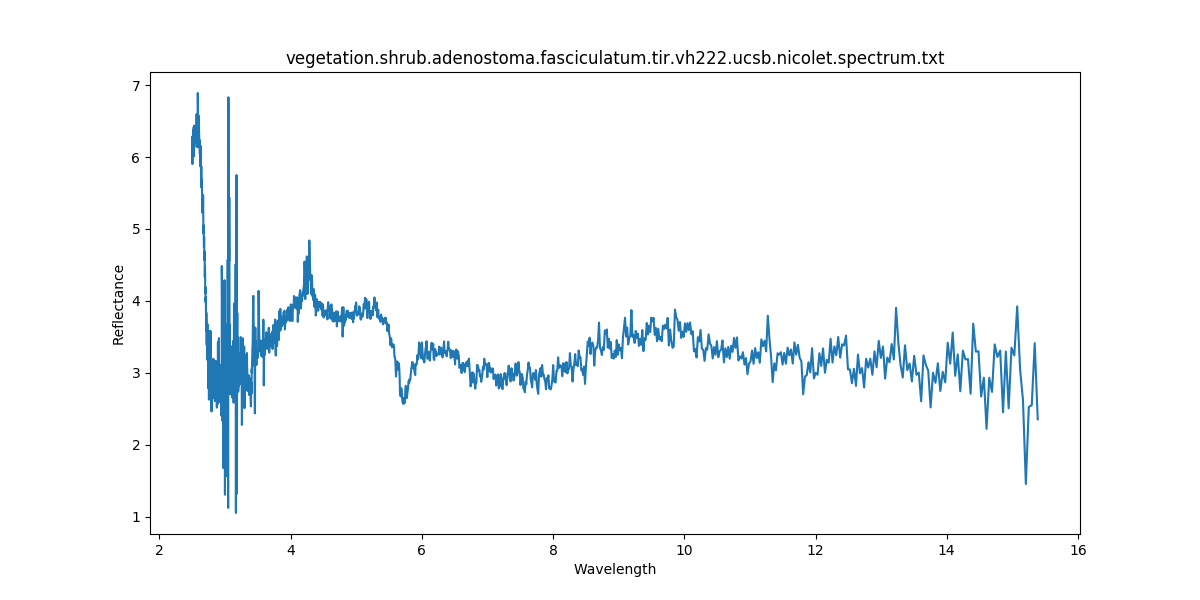 vegetation.shrub.adenostoma.fasciculatum.tir.vh222.ucsb.nicolet.spectrum.txt
7
6
5
4
3
2
1
Reflectance
2 4 6 8 10 12 14 16
Wavelength